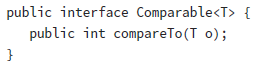 public interface Comparable<T> {
    public int compareTo(T o);
}